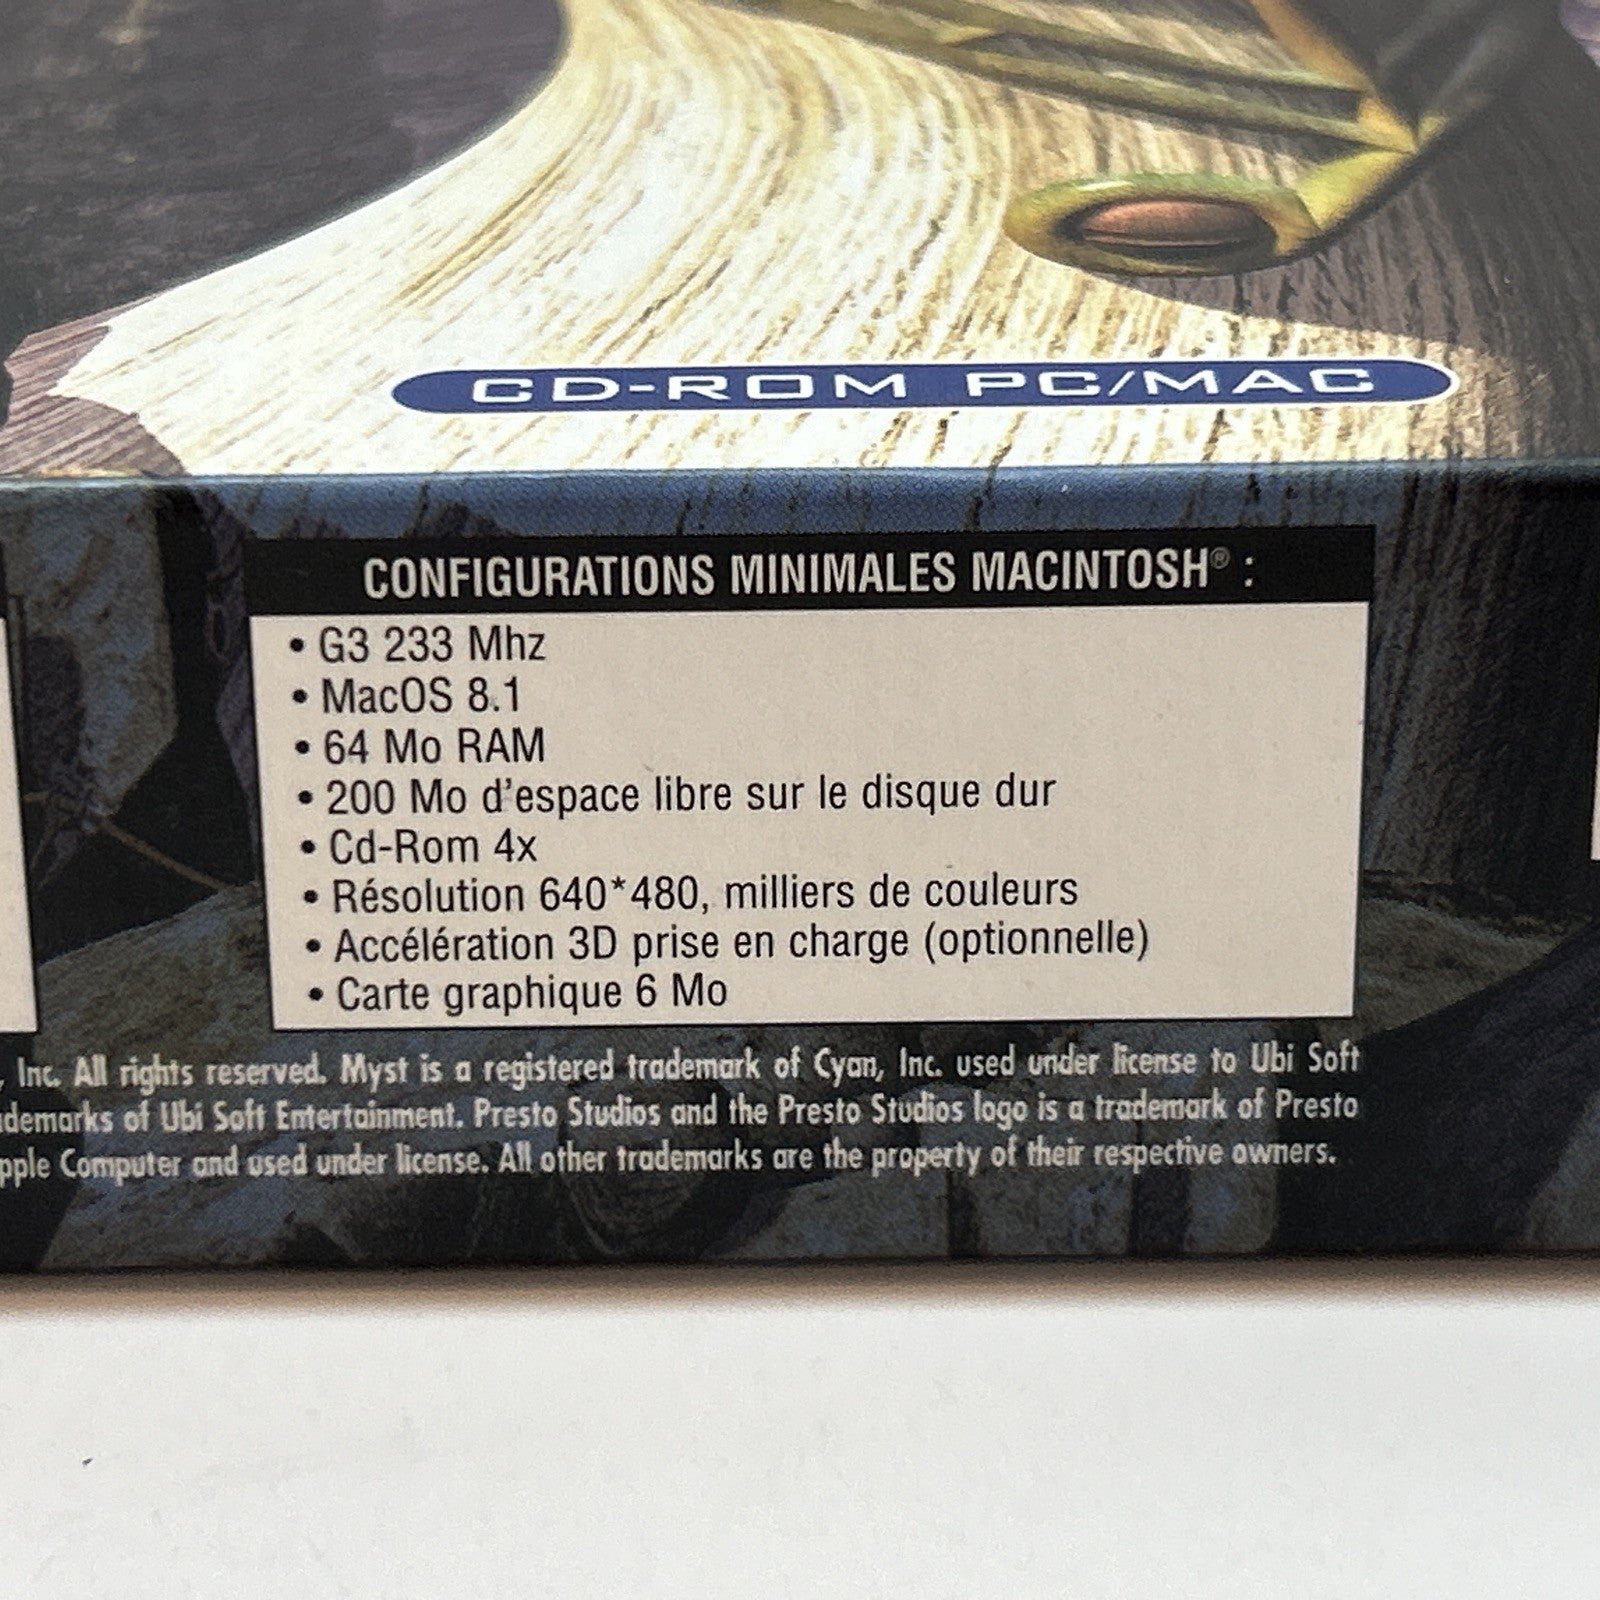 CD-ROM PC/MAC
CONFIGURATIONS MINIMALES MACINTOSH® :
• G3 233 Mhz
• MacOS 8.1
• 64 Mo RAM
• 200 Mo d'espace libre sur le disque dur
• Cd-Rom 4x
• Résolution 640*480, milliers de couleurs
• Accélération 3D prise en charge (optionnelle)
• Carte graphique 6 Mo
, Inc. All rights reserved. Myst is a registered trademark of Cyan, Inc. used under license to Ubi Soft
demarks of Ubi Soft Entertainment. Presto Studios and the Presto Studios logo is a trademark of Presto
pple Computer and used under license. All other trademarks are the property of their respective owners.